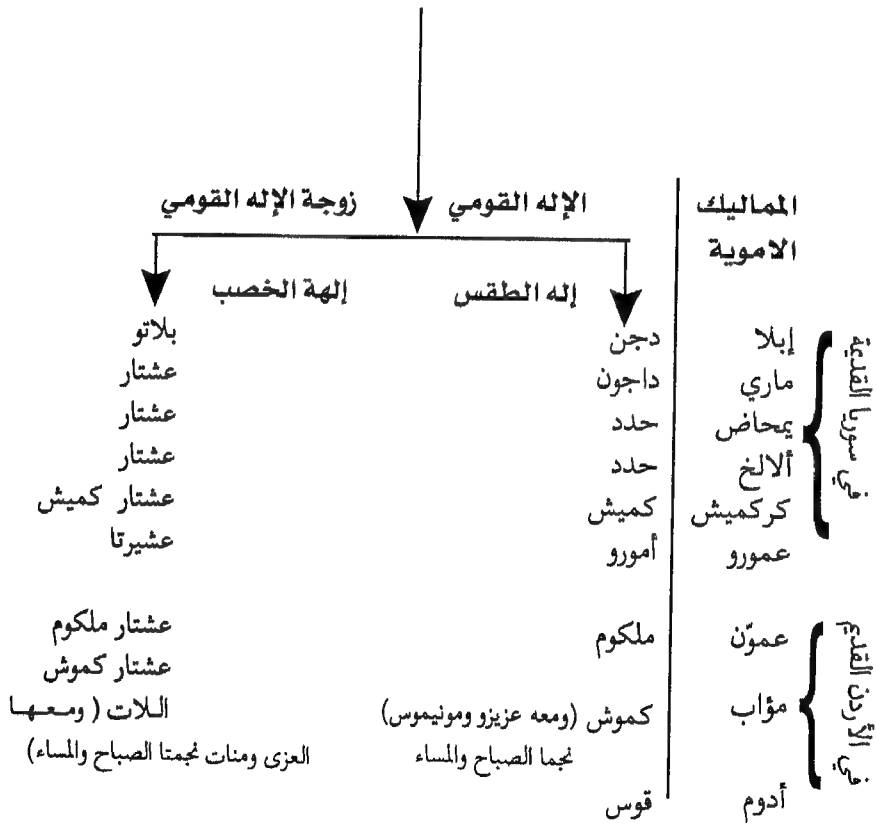 المماليك الإله القومي زوجة الإله القومي
الاموية
إله الطقس إلهة الخصب
في سوريا القديمة
إبلا دجن بلاتو
ماري داجون عشتار
يمحاض حدد عشتار
ألالخ حدد عشتار
كركميش كميش عشتار كميش
عمورو أمورو عشيرتا
في الأردن القديم
عموّن ملكوم عشتار ملكوم
عشتار كموش
مؤاب كموش (ومعه عزيزو ومونيموس) اللات (ومعها
نجما الصباح والمساء العزى ومنات نجمتا الصباح والمساء)
أدوم قوس